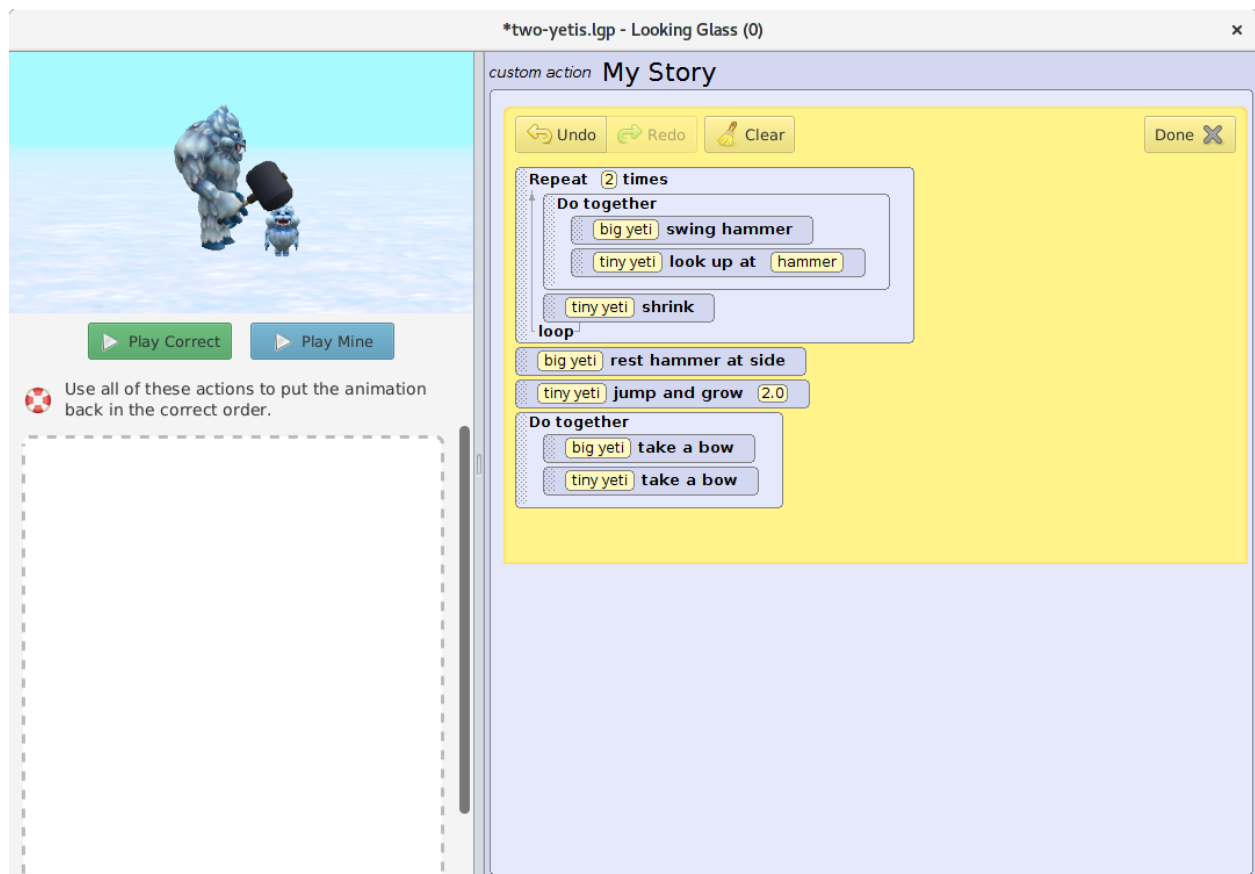 *two-yetis.lgp - Looking Glass (0)
custom action My Story
Undo Redo Clear Done
Repeat 2 times
Do together
big yeti swing hammer
tiny yeti look up at hammer
tiny yeti shrink
loop
big yeti rest hammer at side
tiny yeti jump and grow 2.0
Do together
big yeti take a bow
tiny yeti take a bow
Play Correct Play Mine
Use all of these actions to put the animation
back in the correct order.